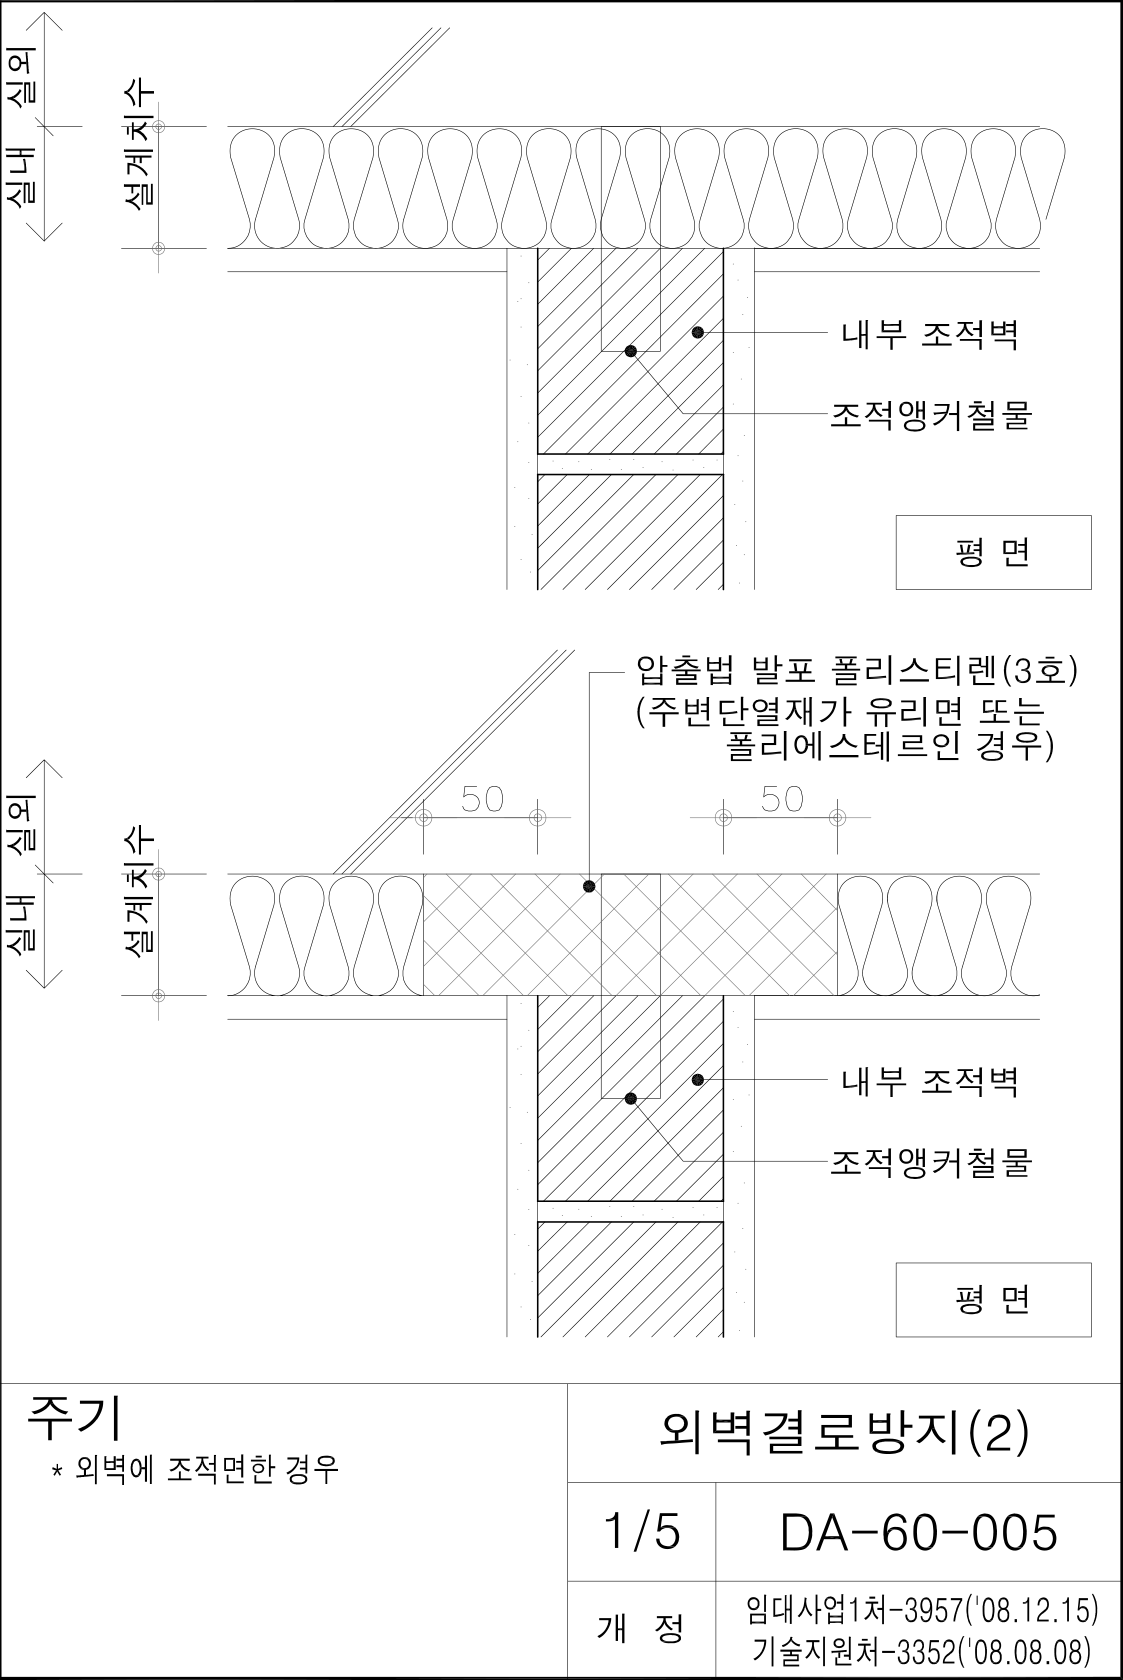 실외
실내
설계치수
내부 조적벽
조적앵커철물
평 면
압출법 발포 폴리스티렌(3호)
(주변단열재가 유리면 또는
폴리에스테르인 경우)
50
50
실외
실내
설계치수
내부 조적벽
조적앵커철물
평 면
주기
* 외벽에 조적면한 경우
외벽결로방지(2)
1/5
DA-60-005
개 정
임대사업1처-3957('08.12.15)
기술지원처-3352('08.08.08)